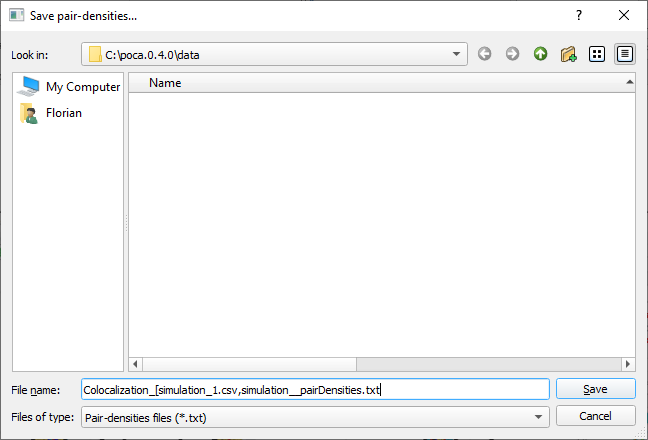 Save pair-densities...
?
Look in:
C:\poca.0.4.0\data
My Computer
Florian
Name
File name:
Colocalization_[simulation_1.csv,simulation__pairDensities.txt
Save
Files of type:
Pair-densities files (*.txt)
Cancel